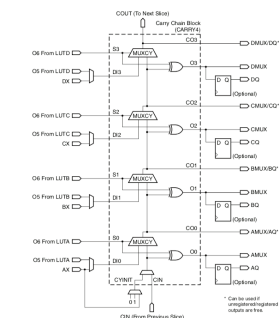 COUT (To Next Slice)
Carry Chain Block
(CARRY4)
CO3
DMUX/DQ*
O6 From LUTD
S3
MUXCY
O3
DMUX
O5 From LUTD
DI3
D Q
DQ
DX
(Optional)
CO2
CMUX/CQ*
O6 From LUTC
S2
MUXCY
O2
CMUX
O5 From LUTC
DI2
D Q
CQ
CX
(Optional)
CO1
BMUX/BQ*
O6 From LUTB
S1
MUXCY
O1
BMUX
O5 From LUTB
DI1
D Q
BQ
BX
(Optional)
CO0
AMUX/AQ*
O6 From LUTA
S0
MUXCY
O0
AMUX
O5 From LUTA
DI0
D Q
AQ
AX
CYINIT
CIN
(Optional)
0 1
* Can be used if
unregistered/registered
outputs are free.
CIN (From Previous Slice)